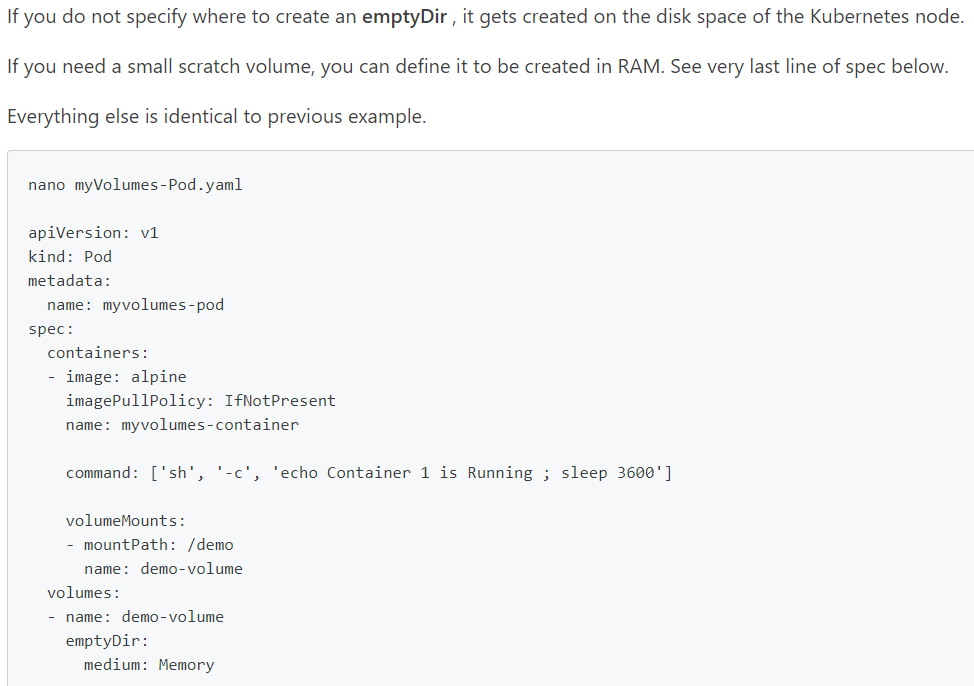 If you do not specify where to create an emptyDir , it gets created on the disk space of the Kubernetes node.
If you need a small scratch volume, you can define it to be created in RAM. See very last line of spec below.
Everything else is identical to previous example.
nano myVolumes-Pod.yaml
apiVersion: v1
kind: Pod
metadata:
  name: myvolumes-pod
spec:
  containers:
  - image: alpine
    imagePullPolicy: IfNotPresent
    name: myvolumes-container
    command: ['sh', '-c', 'echo Container 1 is Running ; sleep 3600']
    volumeMounts:
    - mountPath: /demo
      name: demo-volume
  volumes:
  - name: demo-volume
    emptyDir:
      medium: Memory